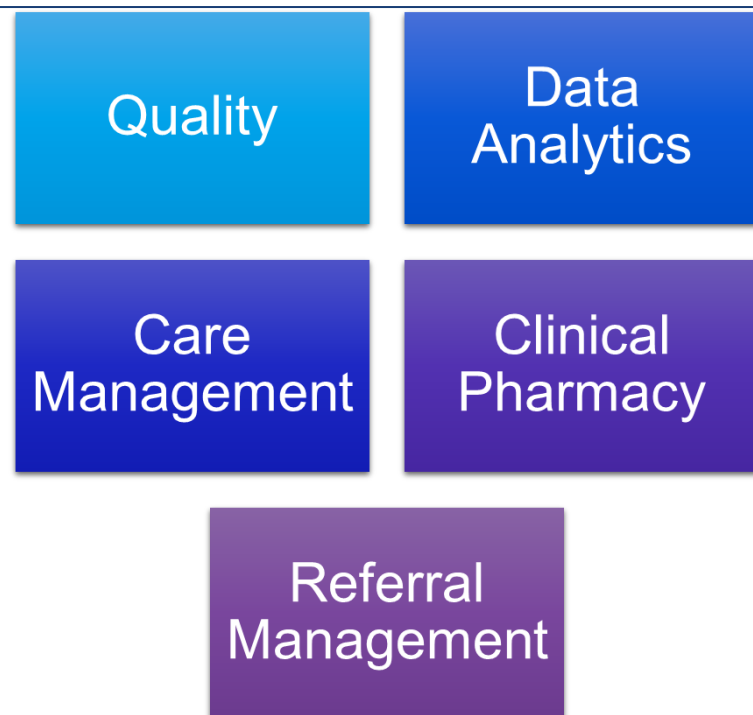 Quality
Data
Analytics
Care
Management
Clinical
Pharmacy
Referral
Management